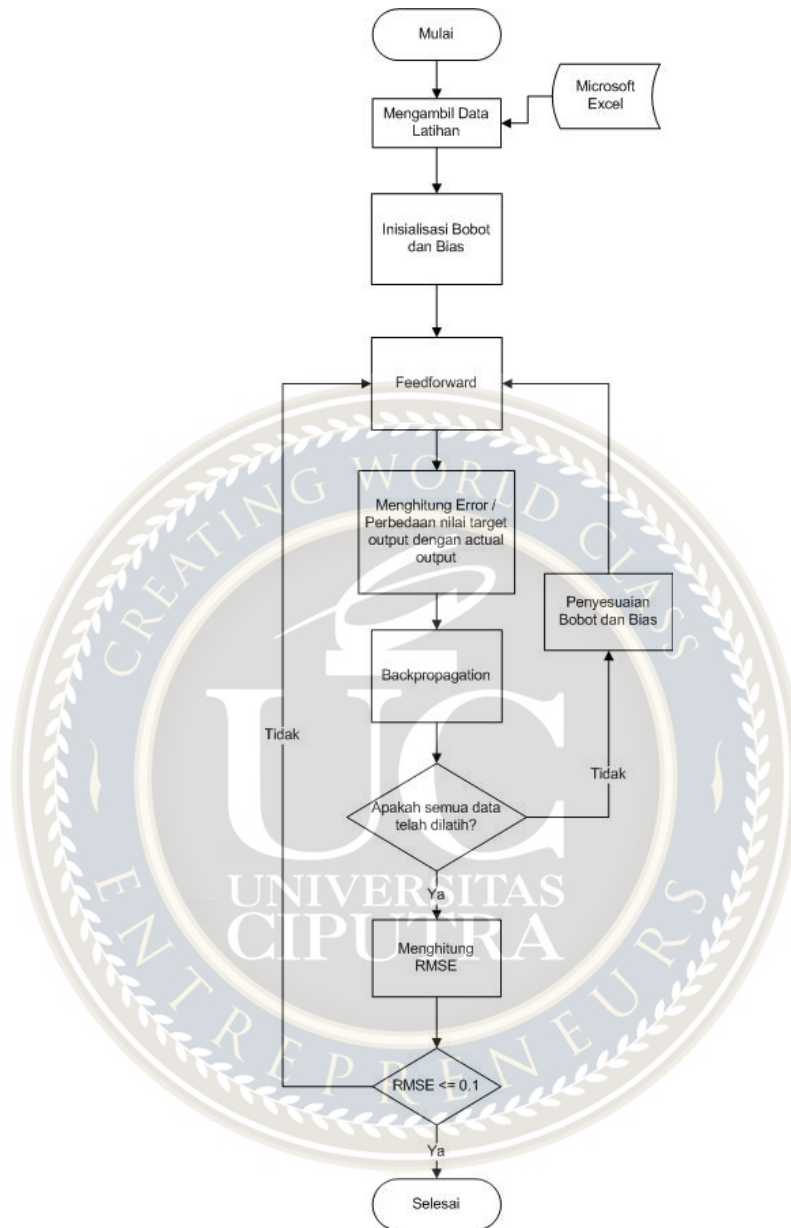 Mulai
Microsoft
Excel
Mengambil Data
Latihan
Inisialisasi Bobot
dan Bias
Feedforward
Menghitung Error /
Perbedaan nilai target
output dengan actual
output
Penyesuaian
Bobot dan Bias
Backpropagation
Tidak
Tidak
Apakah semua data
telah dilatih?
Ya
Menghitung
RMSE
RMSE <= 0.1
Ya
Selesai
CREATING WORLD CLASS
UC
UNIVERSITAS
CIPUTRA
ENTREPRENEURS